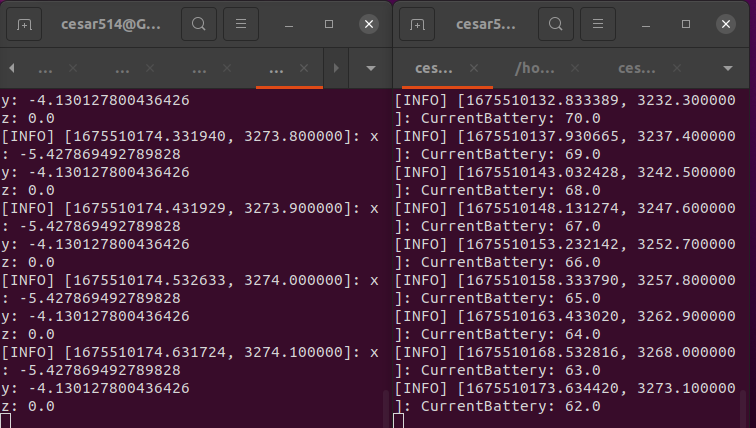 cesar514@G...
...
...
...
...
y: -4.130127800436426
z: 0.0
[INFO] [1675510174.331940, 3273.800000]: x
: -5.427869492789828
y: -4.130127800436426
z: 0.0
[INFO] [1675510174.431929, 3273.900000]: x
: -5.427869492789828
y: -4.130127800436426
z: 0.0
[INFO] [1675510174.532633, 3274.000000]: x
: -5.427869492789828
y: -4.130127800436426
z: 0.0
[INFO] [1675510174.631724, 3274.100000]: x
: -5.427869492789828
y: -4.130127800436426
z: 0.0
cesar5...
ces...
/ho...
ces...
[INFO] [1675510132.833389, 3232.300000
]: CurrentBattery: 70.0
[INFO] [1675510137.930665, 3237.400000
]: CurrentBattery: 69.0
[INFO] [1675510143.032428, 3242.500000
]: CurrentBattery: 68.0
[INFO] [1675510148.131274, 3247.600000
]: CurrentBattery: 67.0
[INFO] [1675510153.232142, 3252.700000
]: CurrentBattery: 66.0
[INFO] [1675510158.333790, 3257.800000
]: CurrentBattery: 65.0
[INFO] [1675510163.433020, 3262.900000
]: CurrentBattery: 64.0
[INFO] [1675510168.532816, 3268.000000
]: CurrentBattery: 63.0
[INFO] [1675510173.634420, 3273.100000
]: CurrentBattery: 62.0